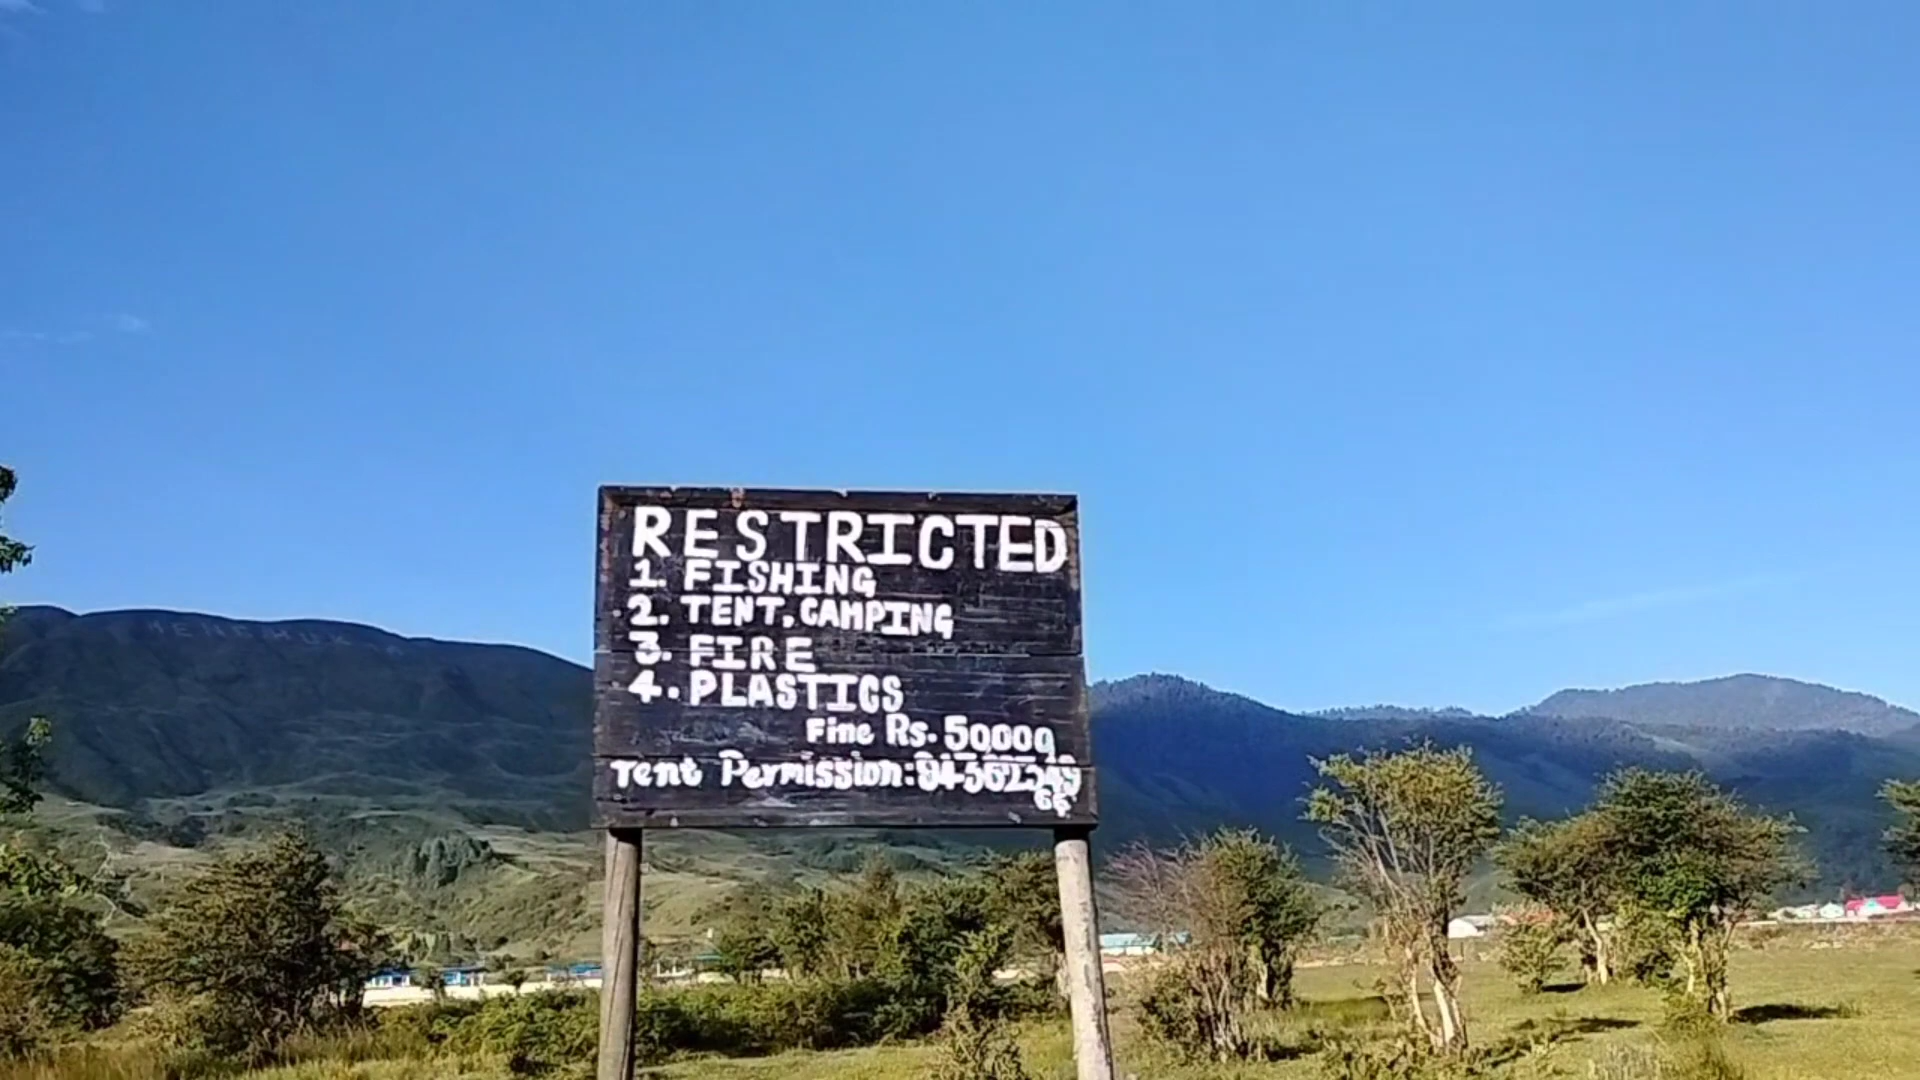 RESTRICTED
1. FISHING
2. TENT, CAMPING
3. FIRE
4. PLASTICS
Fine Rs. 50000
Tent Permission: